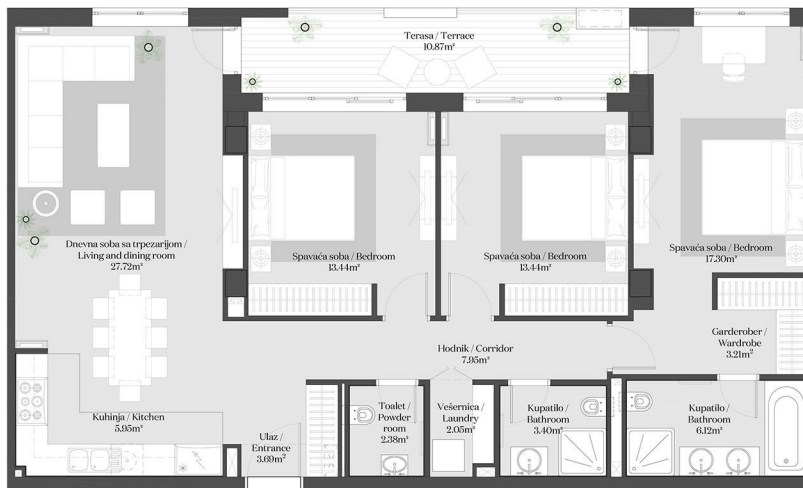 Terasa / Terrace
10.87m²
Dnevna soba sa trpezarijom /
Living and dining room
27.72m²
Spavaća soba / Bedroom
13.44m²
Spavaća soba / Bedroom
13.44m²
Spavaća soba / Bedroom
17.30m²
Hodnik / Corridor
7.95m²
Garderober /
Wardrobe
3.21m²
Kuhinja / Kitchen
5.95m²
Ulaz /
Entrance
3.69m²
Toalet /
Powder
room
2.38m²
Vešernica /
Laundry
2.05m²
Kupatilo /
Bathroom
3.40m²
Kupatilo /
Bathroom
6.12m²